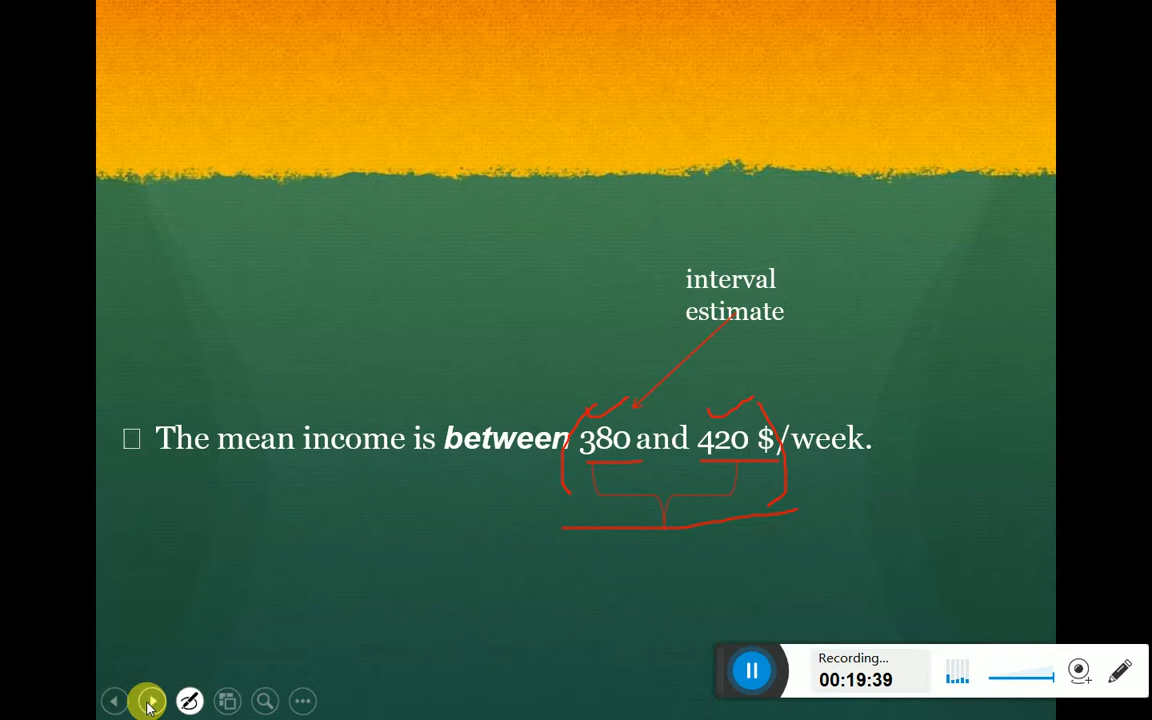 interval
estimate
□ The mean income is between 380 and 420 $/week.
Recording...
00:19:39